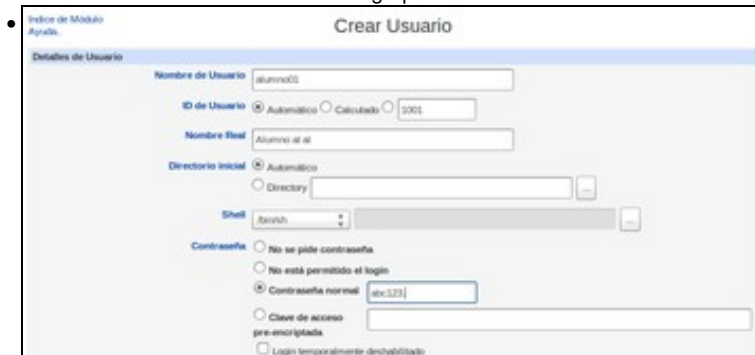 Indice de Módulo
Ayuda..
Crear Usuario
Detalles de Usuario
Nombre de Usuario alumno01
ID de Usuario Automático Calculado 1001
Nombre Real Alumno al al
Directorio inicial Automático
Directory ...
Shell /bin/sh ...
Contraseña No se pide contraseña
No está permitido el login
Contraseña normal abc123.
Clave de acceso
pre-encriptada
Login temporalmente deshabilitado